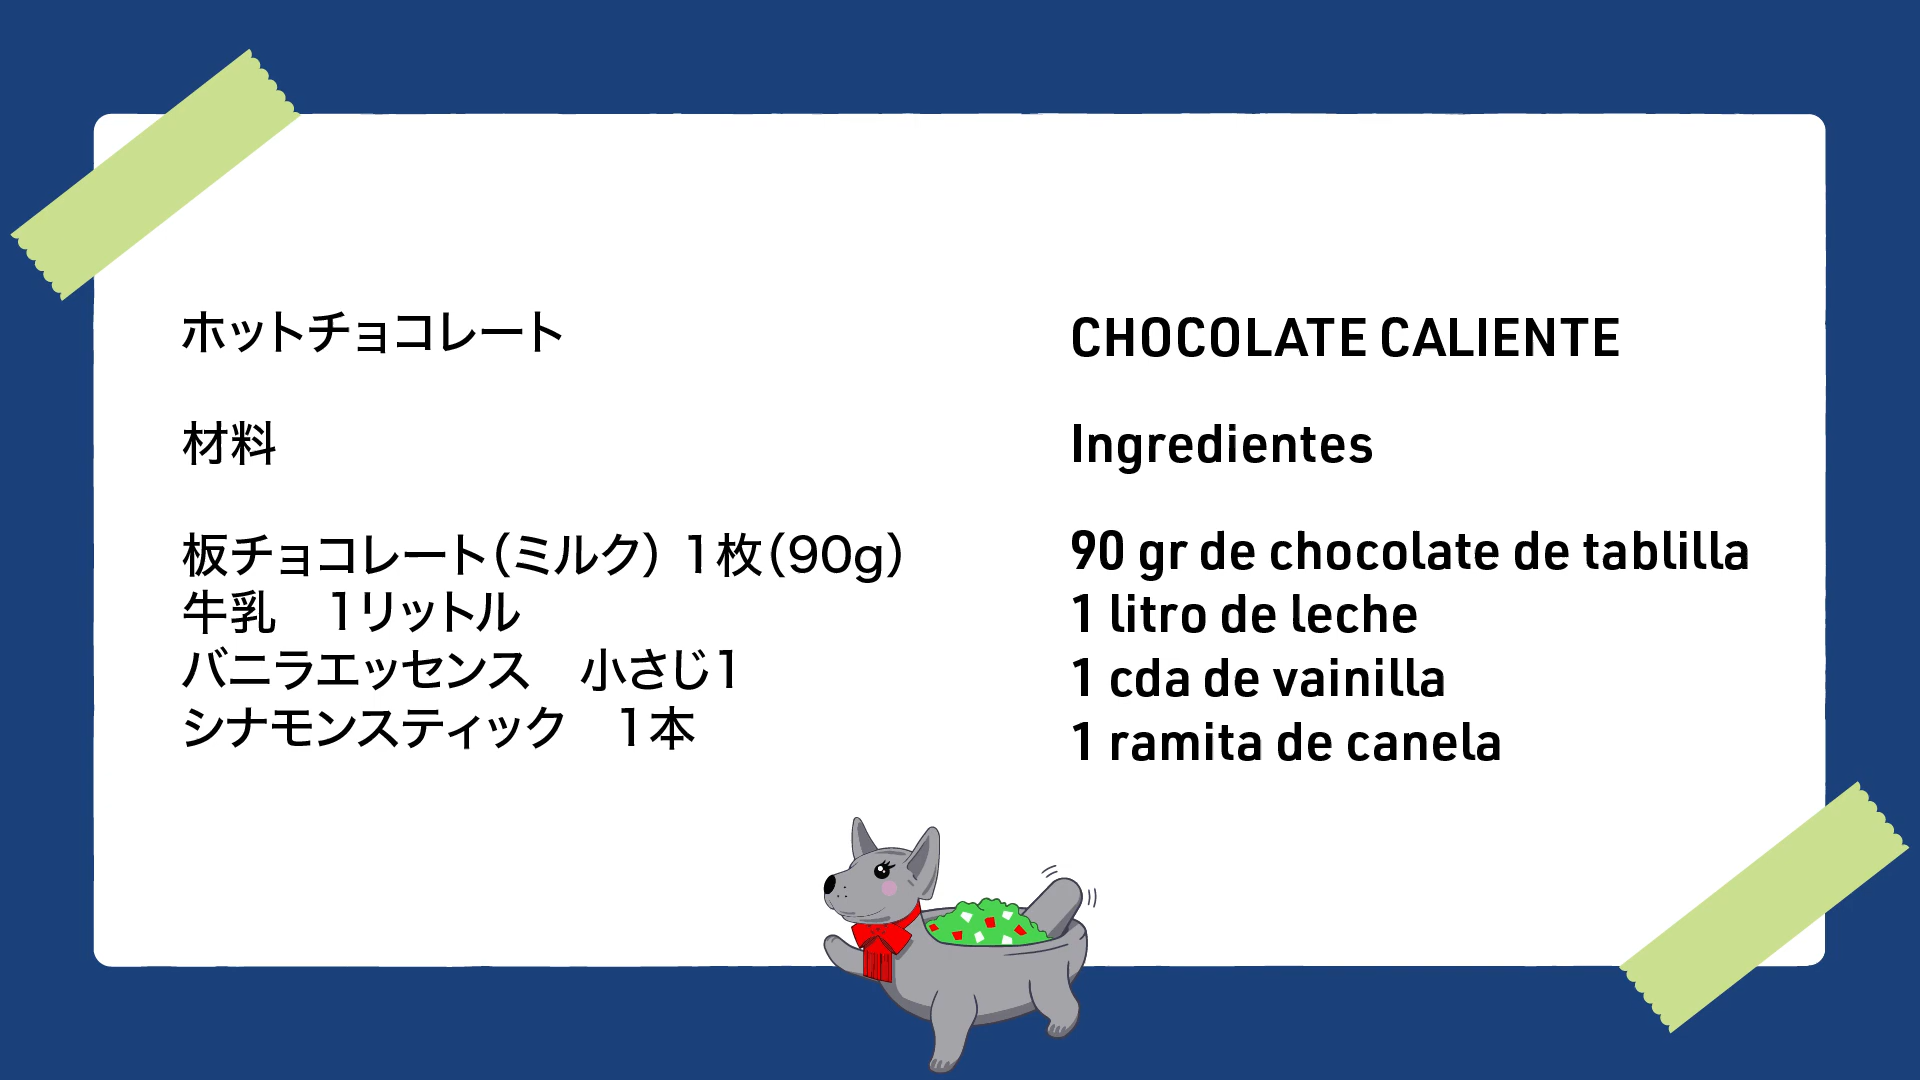 ホットチョコレート
材料
板チョコレート(ミルク) 1枚(90g)
牛乳　1リットル
バニラエッセンス　小さじ1
シナモンスティック　1本
CHOCOLATE CALIENTE
Ingredientes
90 gr de chocolate de tablilla
1 litro de leche
1 cda de vainilla
1 ramita de canela